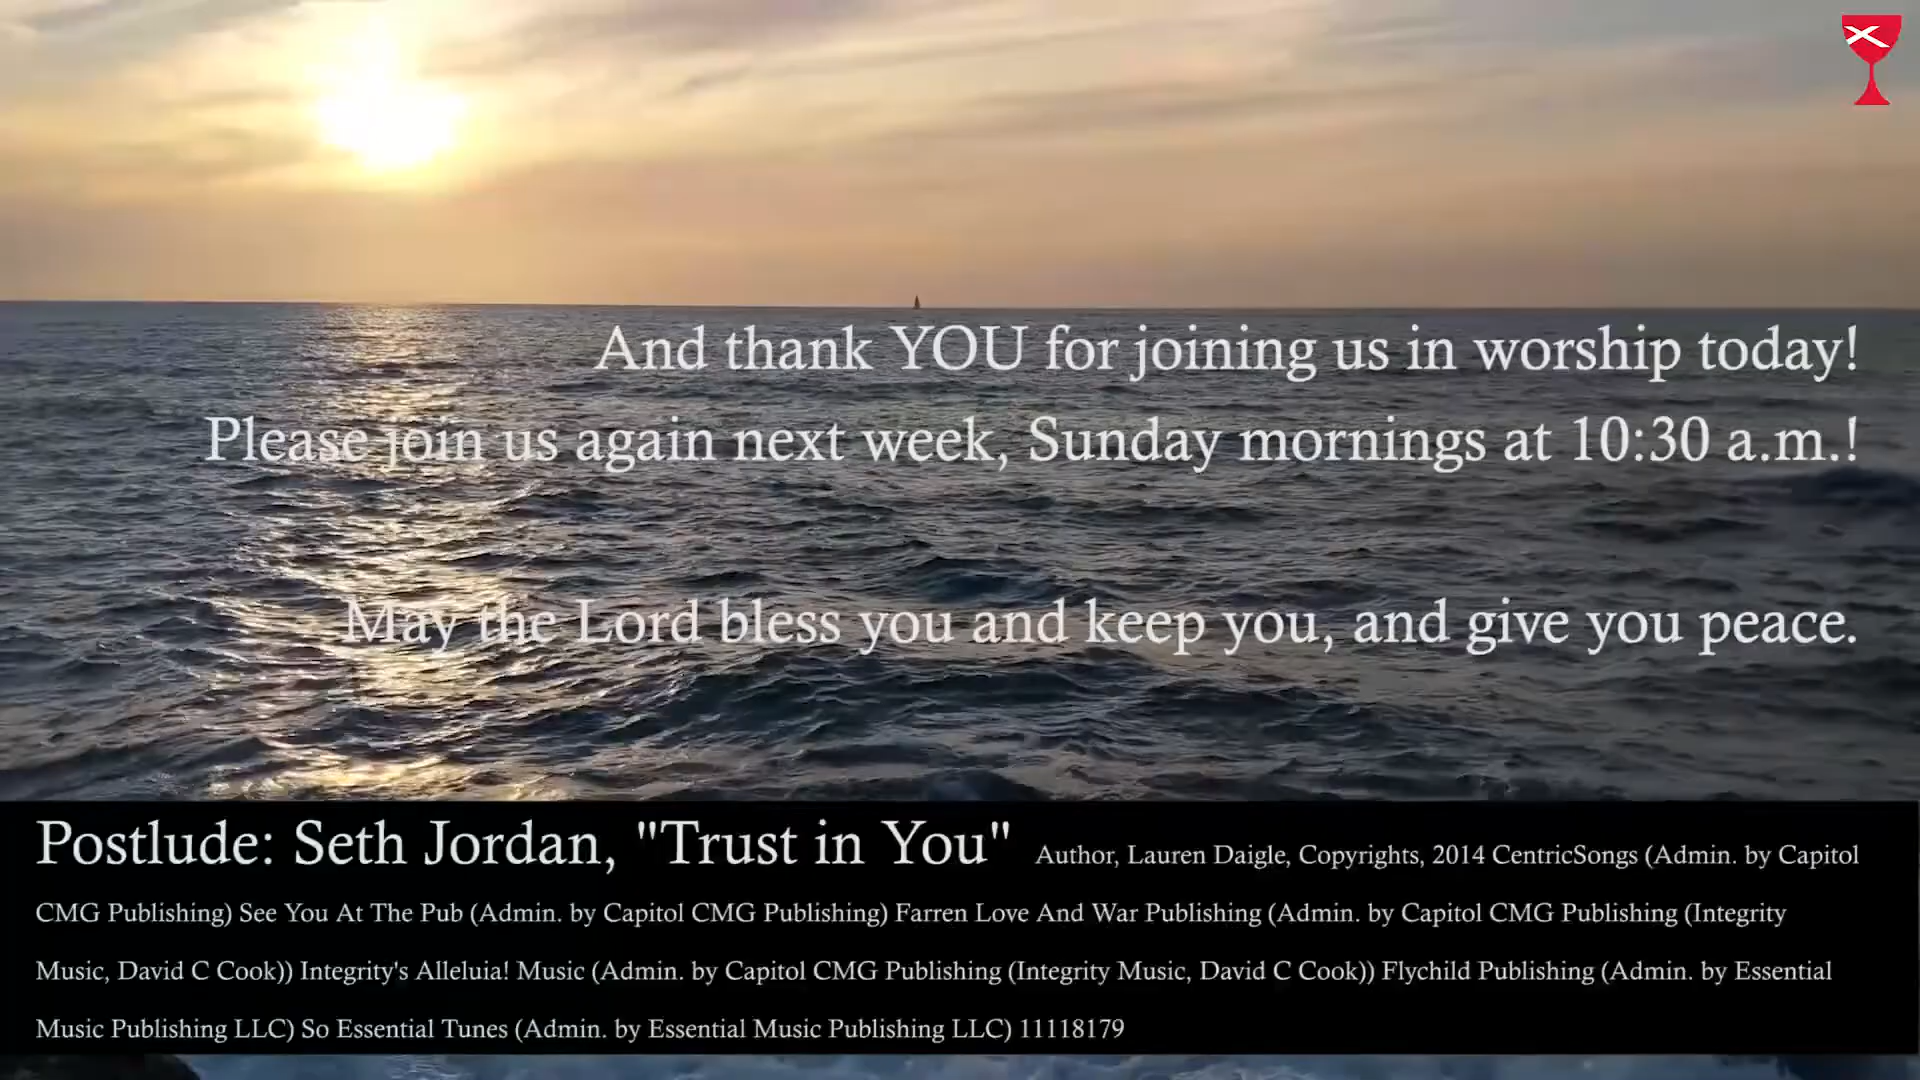 And thank YOU for joining us in worship today!
Please join us again next week, Sunday mornings at 10:30 a.m.!
May the Lord bless you and keep you, and give you peace.
Postlude: Seth Jordan, "Trust in You" Author, Lauren Daigle, Copyrights, 2014 CentricSongs (Admin. by Capitol
CMG Publishing) See You At The Pub (Admin. by Capitol CMG Publishing) Farren Love And War Publishing (Admin. by Capitol CMG Publishing (Integrity
Music, David C Cook)) Integrity's Alleluia! Music (Admin. by Capitol CMG Publishing (Integrity Music, David C Cook)) Flychild Publishing (Admin. by Essential
Music Publishing LLC) So Essential Tunes (Admin. by Essential Music Publishing LLC) 11118179